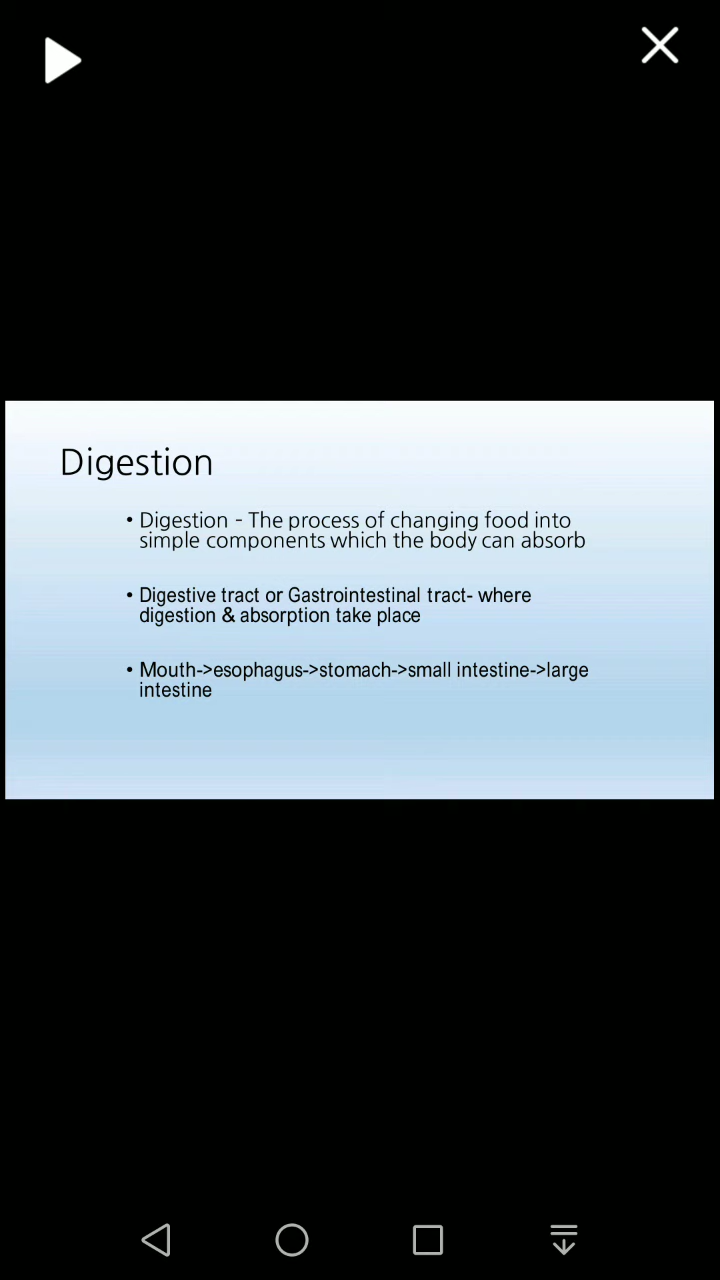 Digestion
• Digestion - The process of changing food into
simple components which the body can absorb
• Digestive tract or Gastrointestinal tract- where
digestion & absorption take place
• Mouth->esophagus->stomach->small intestine->large
intestine